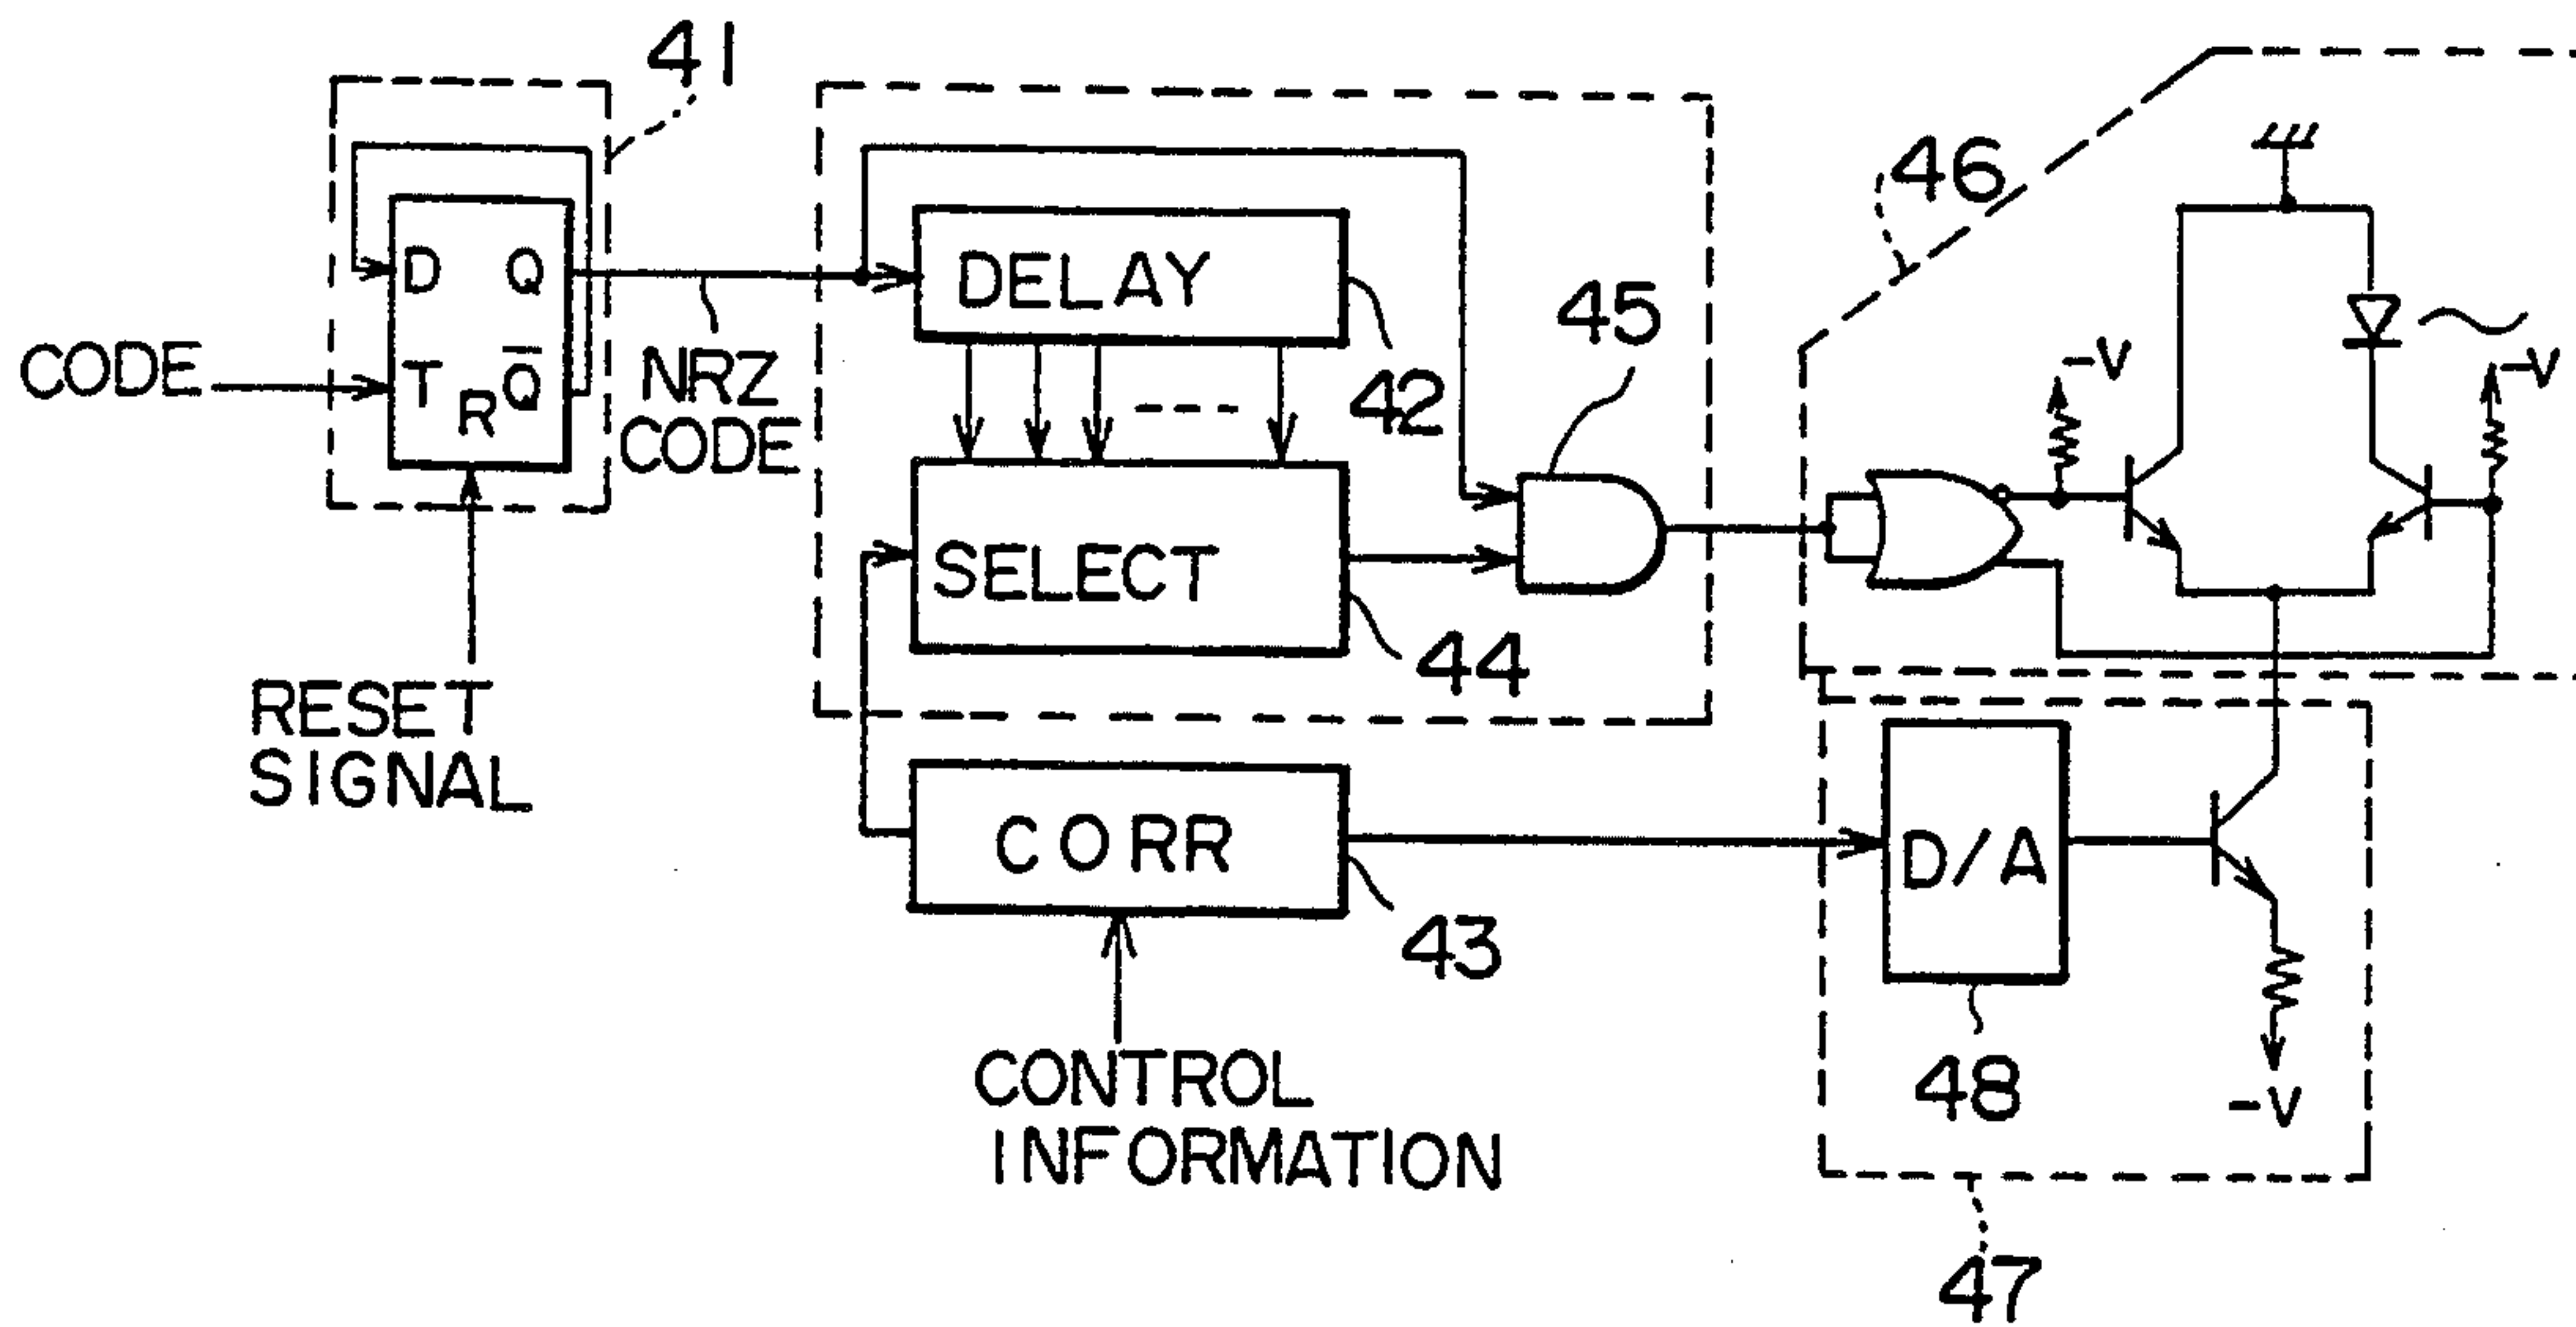 41
46
D Q
T R Q̅
CODE
NRZ
CODE
RESET
SIGNAL
DELAY
42
SELECT
44
45
CORR
43
CONTROL
INFORMATION
-V
-V
D/A
48
-V
47